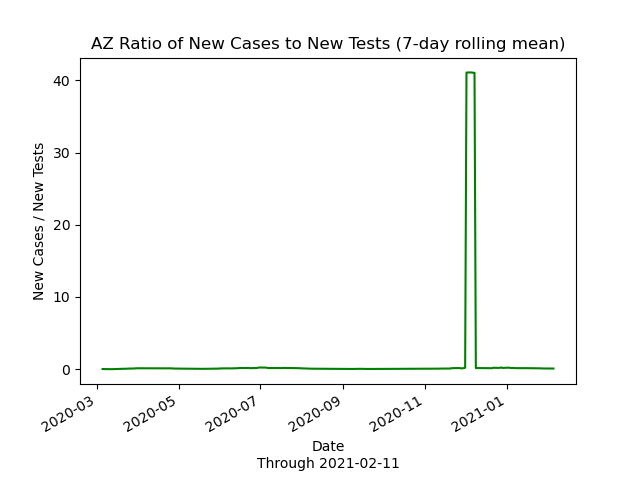 AZ Ratio of New Cases to New Tests (7-day rolling mean)
New Cases / New Tests
40
30
20
10
0
2020-03
2020-05
2020-07
2020-09
2020-11
2021-01
Date
Through 2021-02-11